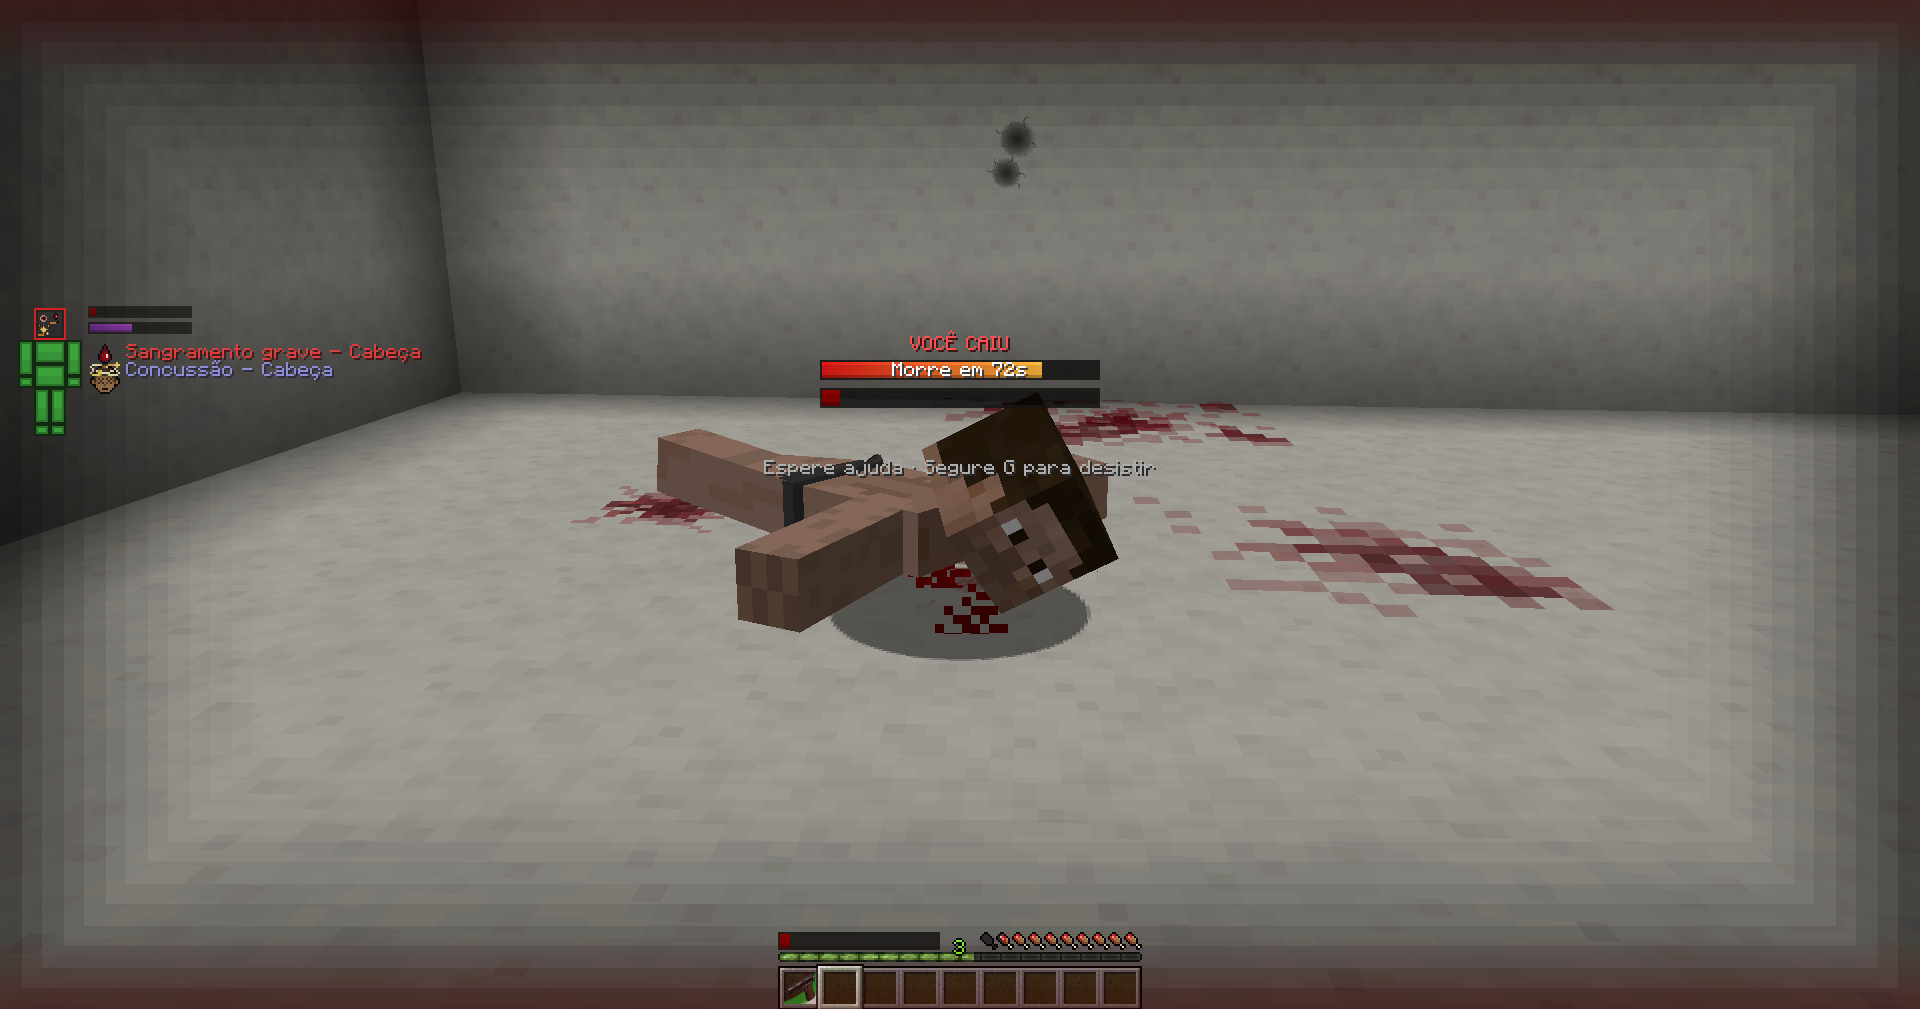 VOCÊ CAIU
Morre em 72s
Sangramento grave - Cabeça
Concussão - Cabeça
Espere ajuda · Segure G para desistir
3